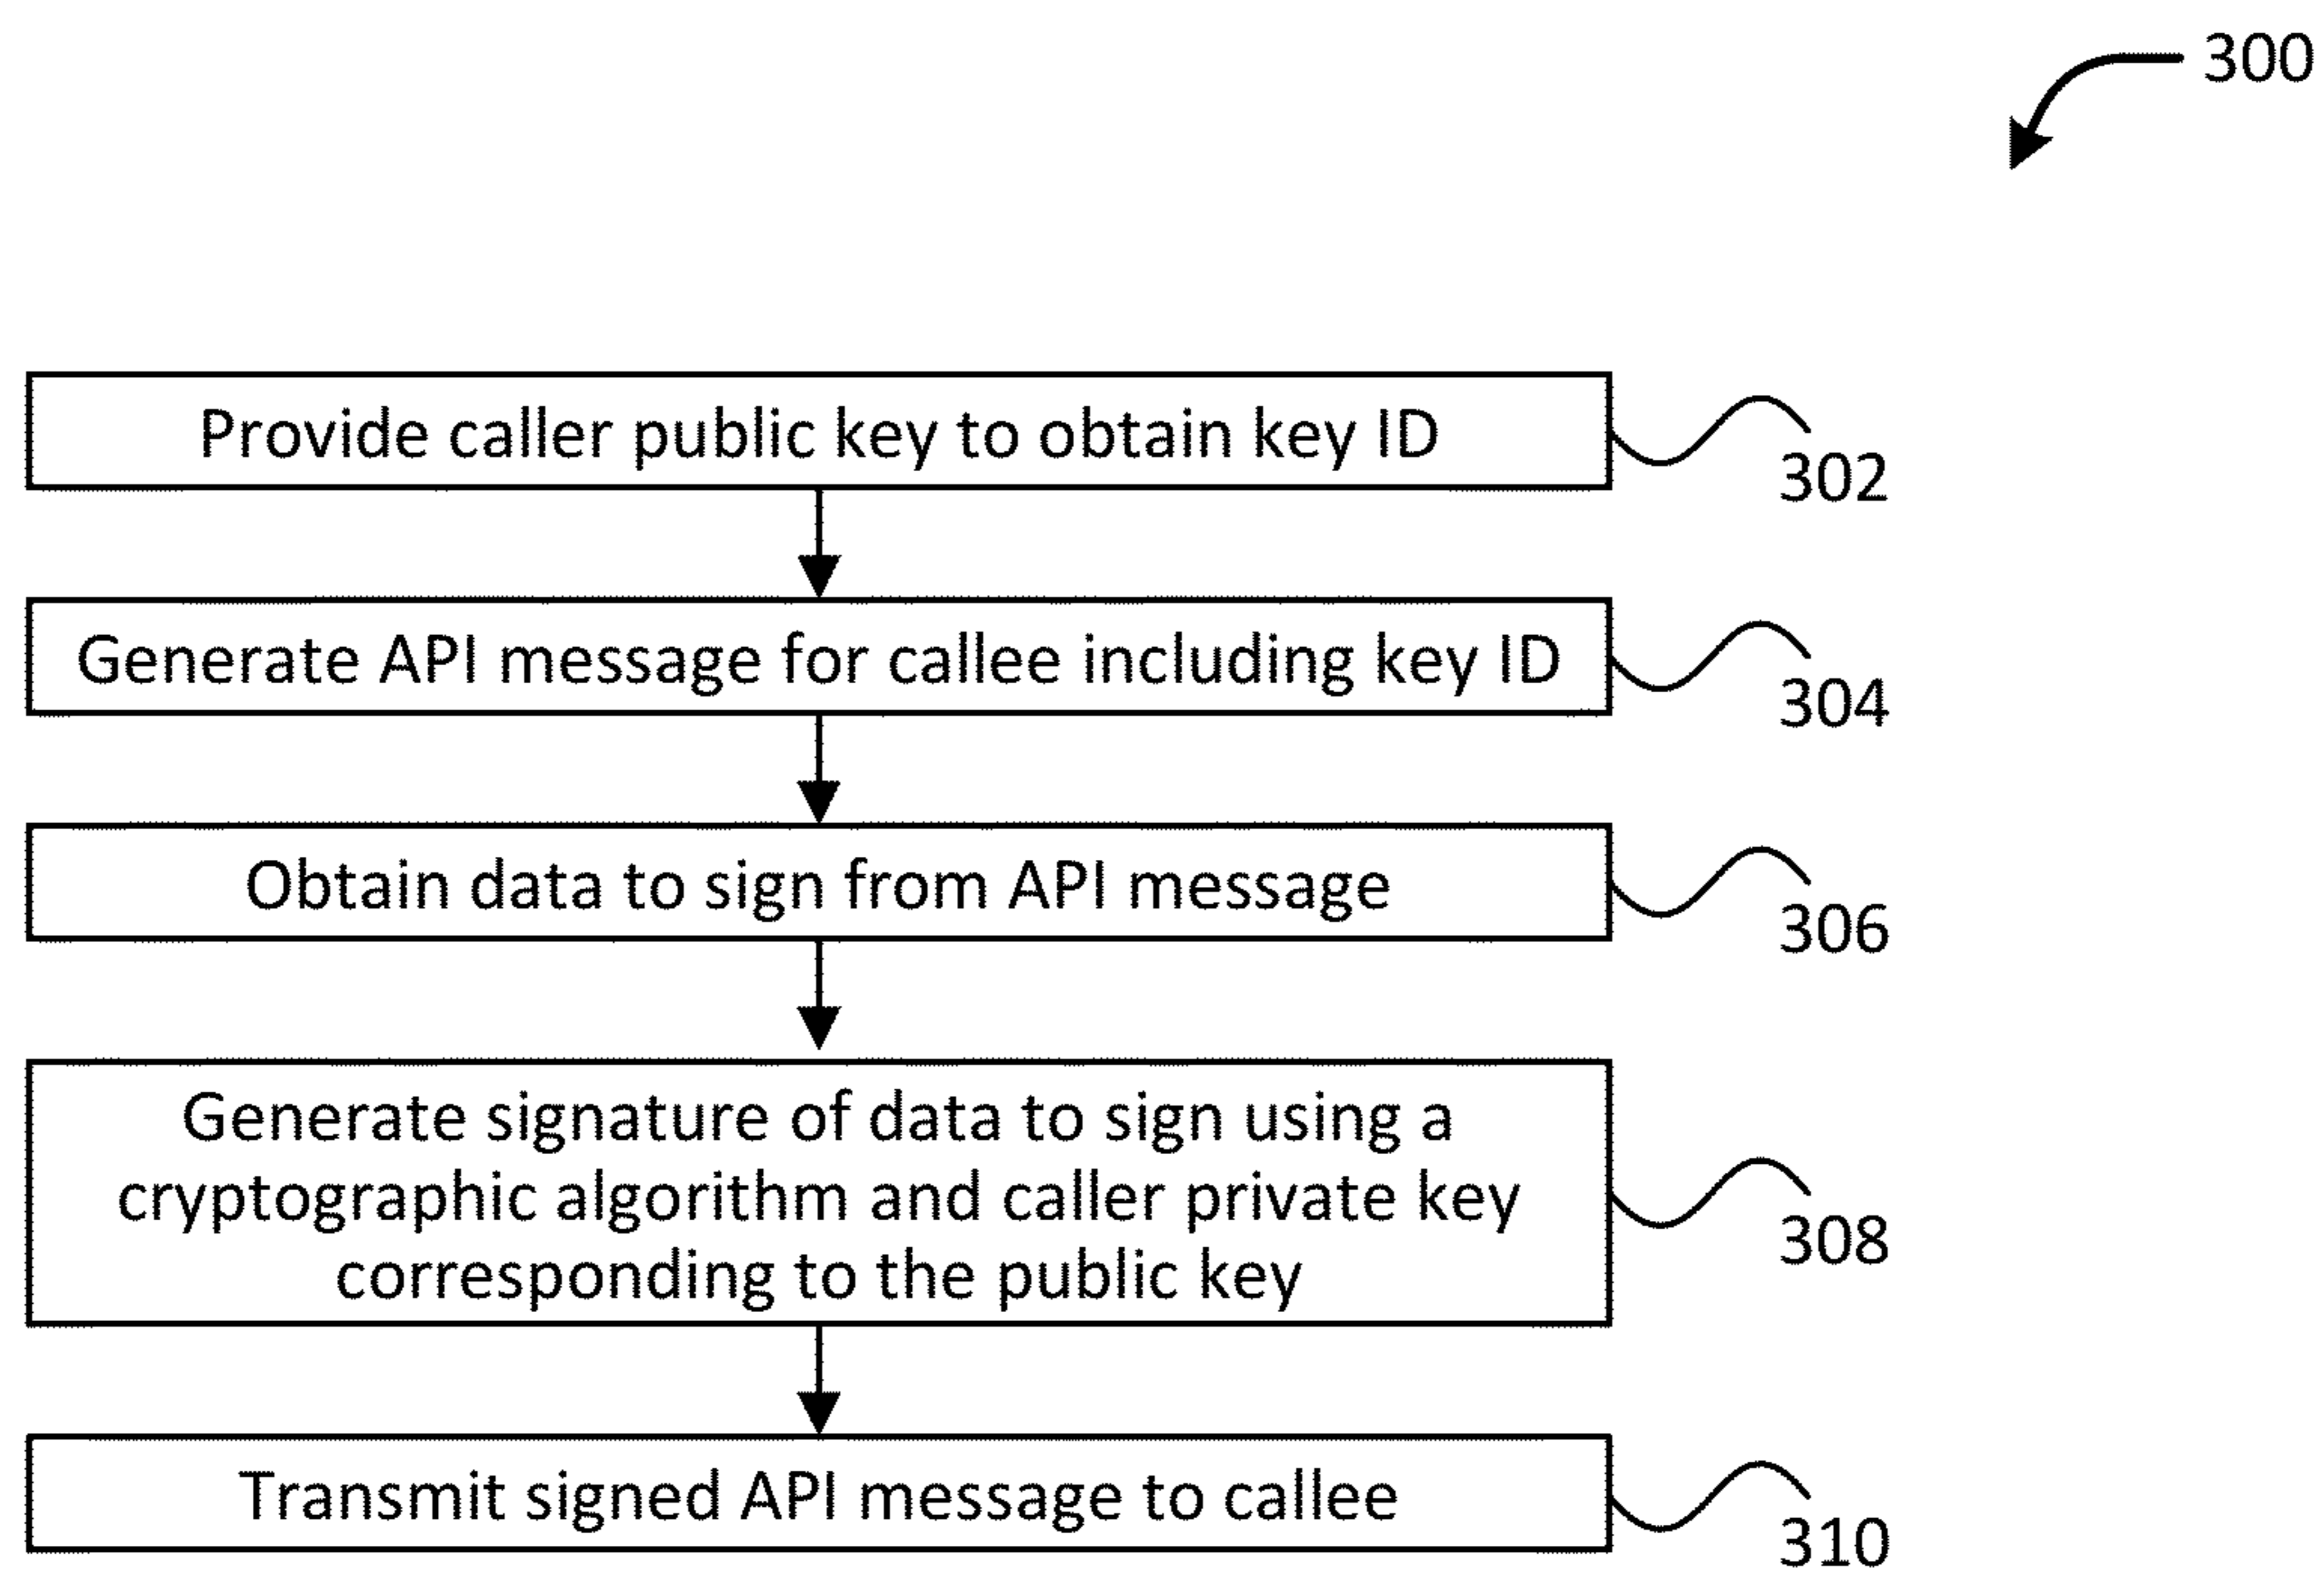 300
Provide caller public key to obtain key ID
302
Generate API message for callee including key ID
304
Obtain data to sign from API message
306
Generate signature of data to sign using a
cryptographic algorithm and caller private key
corresponding to the public key
308
Transmit signed API message to callee
310